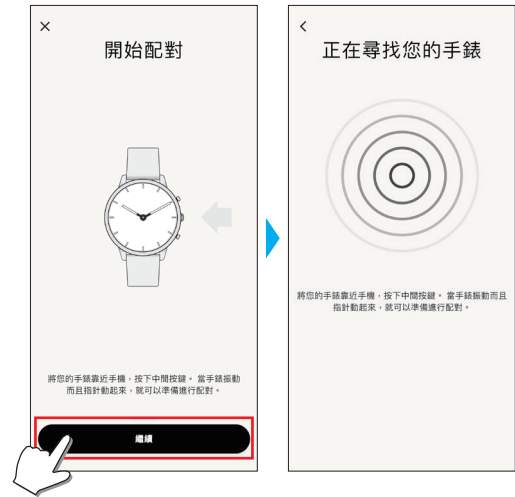 開始配對
將您的手錶靠近手機，按下中間按鍵。 當手錶振動
而且指針動起來，就可以準備進行配對。
繼續
正在尋找您的手錶
將您的手錶靠近手機，按下中間按鍵。 當手錶振動而且
指針動起來，就可以準備進行配對。